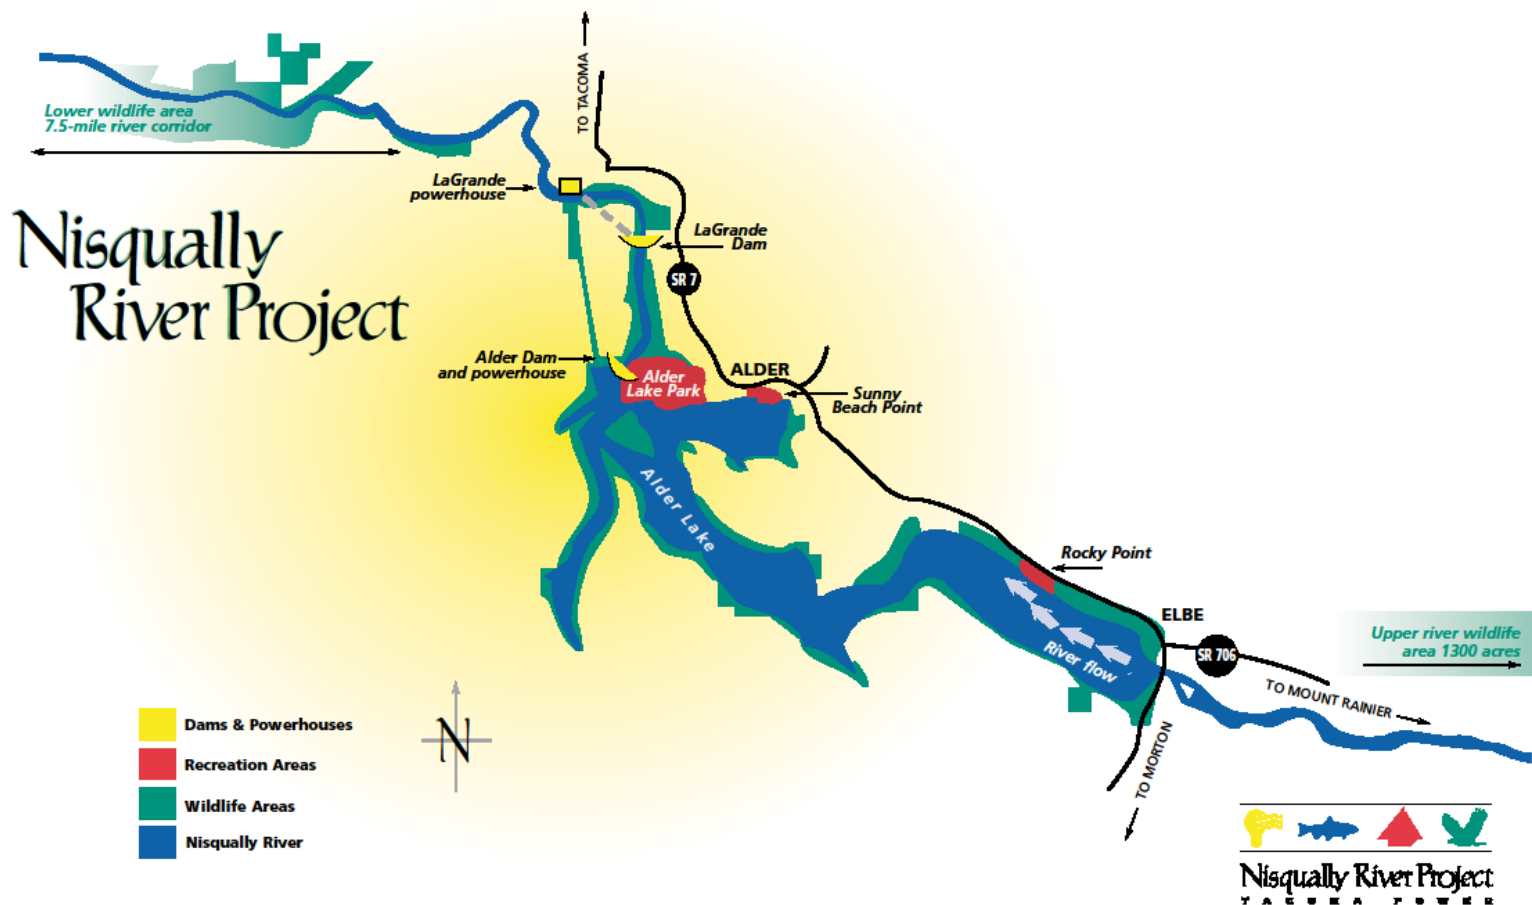 TO TACOMA
Lower wildlife area
7.5-mile river corridor
LaGrande
powerhouse
Nisqually
River Project
LaGrande
Dam
SR 7
Alder Dam
and powerhouse
ALDER
Alder
Lake Park
Sunny
Beach Point
Alder Lake
Rocky Point
ELBE
Upper river wildlife
area 1300 acres
SR 706
River flow
TO MOUNT RAINIER
TO MORTON
N
Dams & Powerhouses
Recreation Areas
Wildlife Areas
Nisqually River
Nisqually River Project
TACOMA POWER